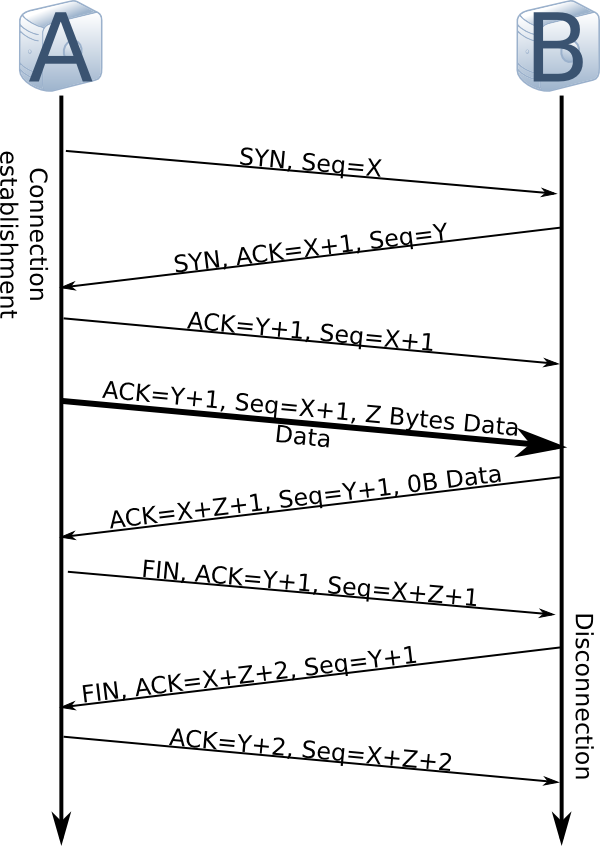 A
B
SYN, Seq=X
Connection
establishment
SYN, ACK=X+1, Seq=Y
ACK=Y+1, Seq=X+1
ACK=Y+1, Seq=X+1, Z Bytes Data
Data
ACK=X+Z+1, Seq=Y+1, 0B Data
FIN, ACK=Y+1, Seq=X+Z+1
Disconnection
FIN, ACK=X+Z+2, Seq=Y+1
ACK=Y+2, Seq=X+Z+2